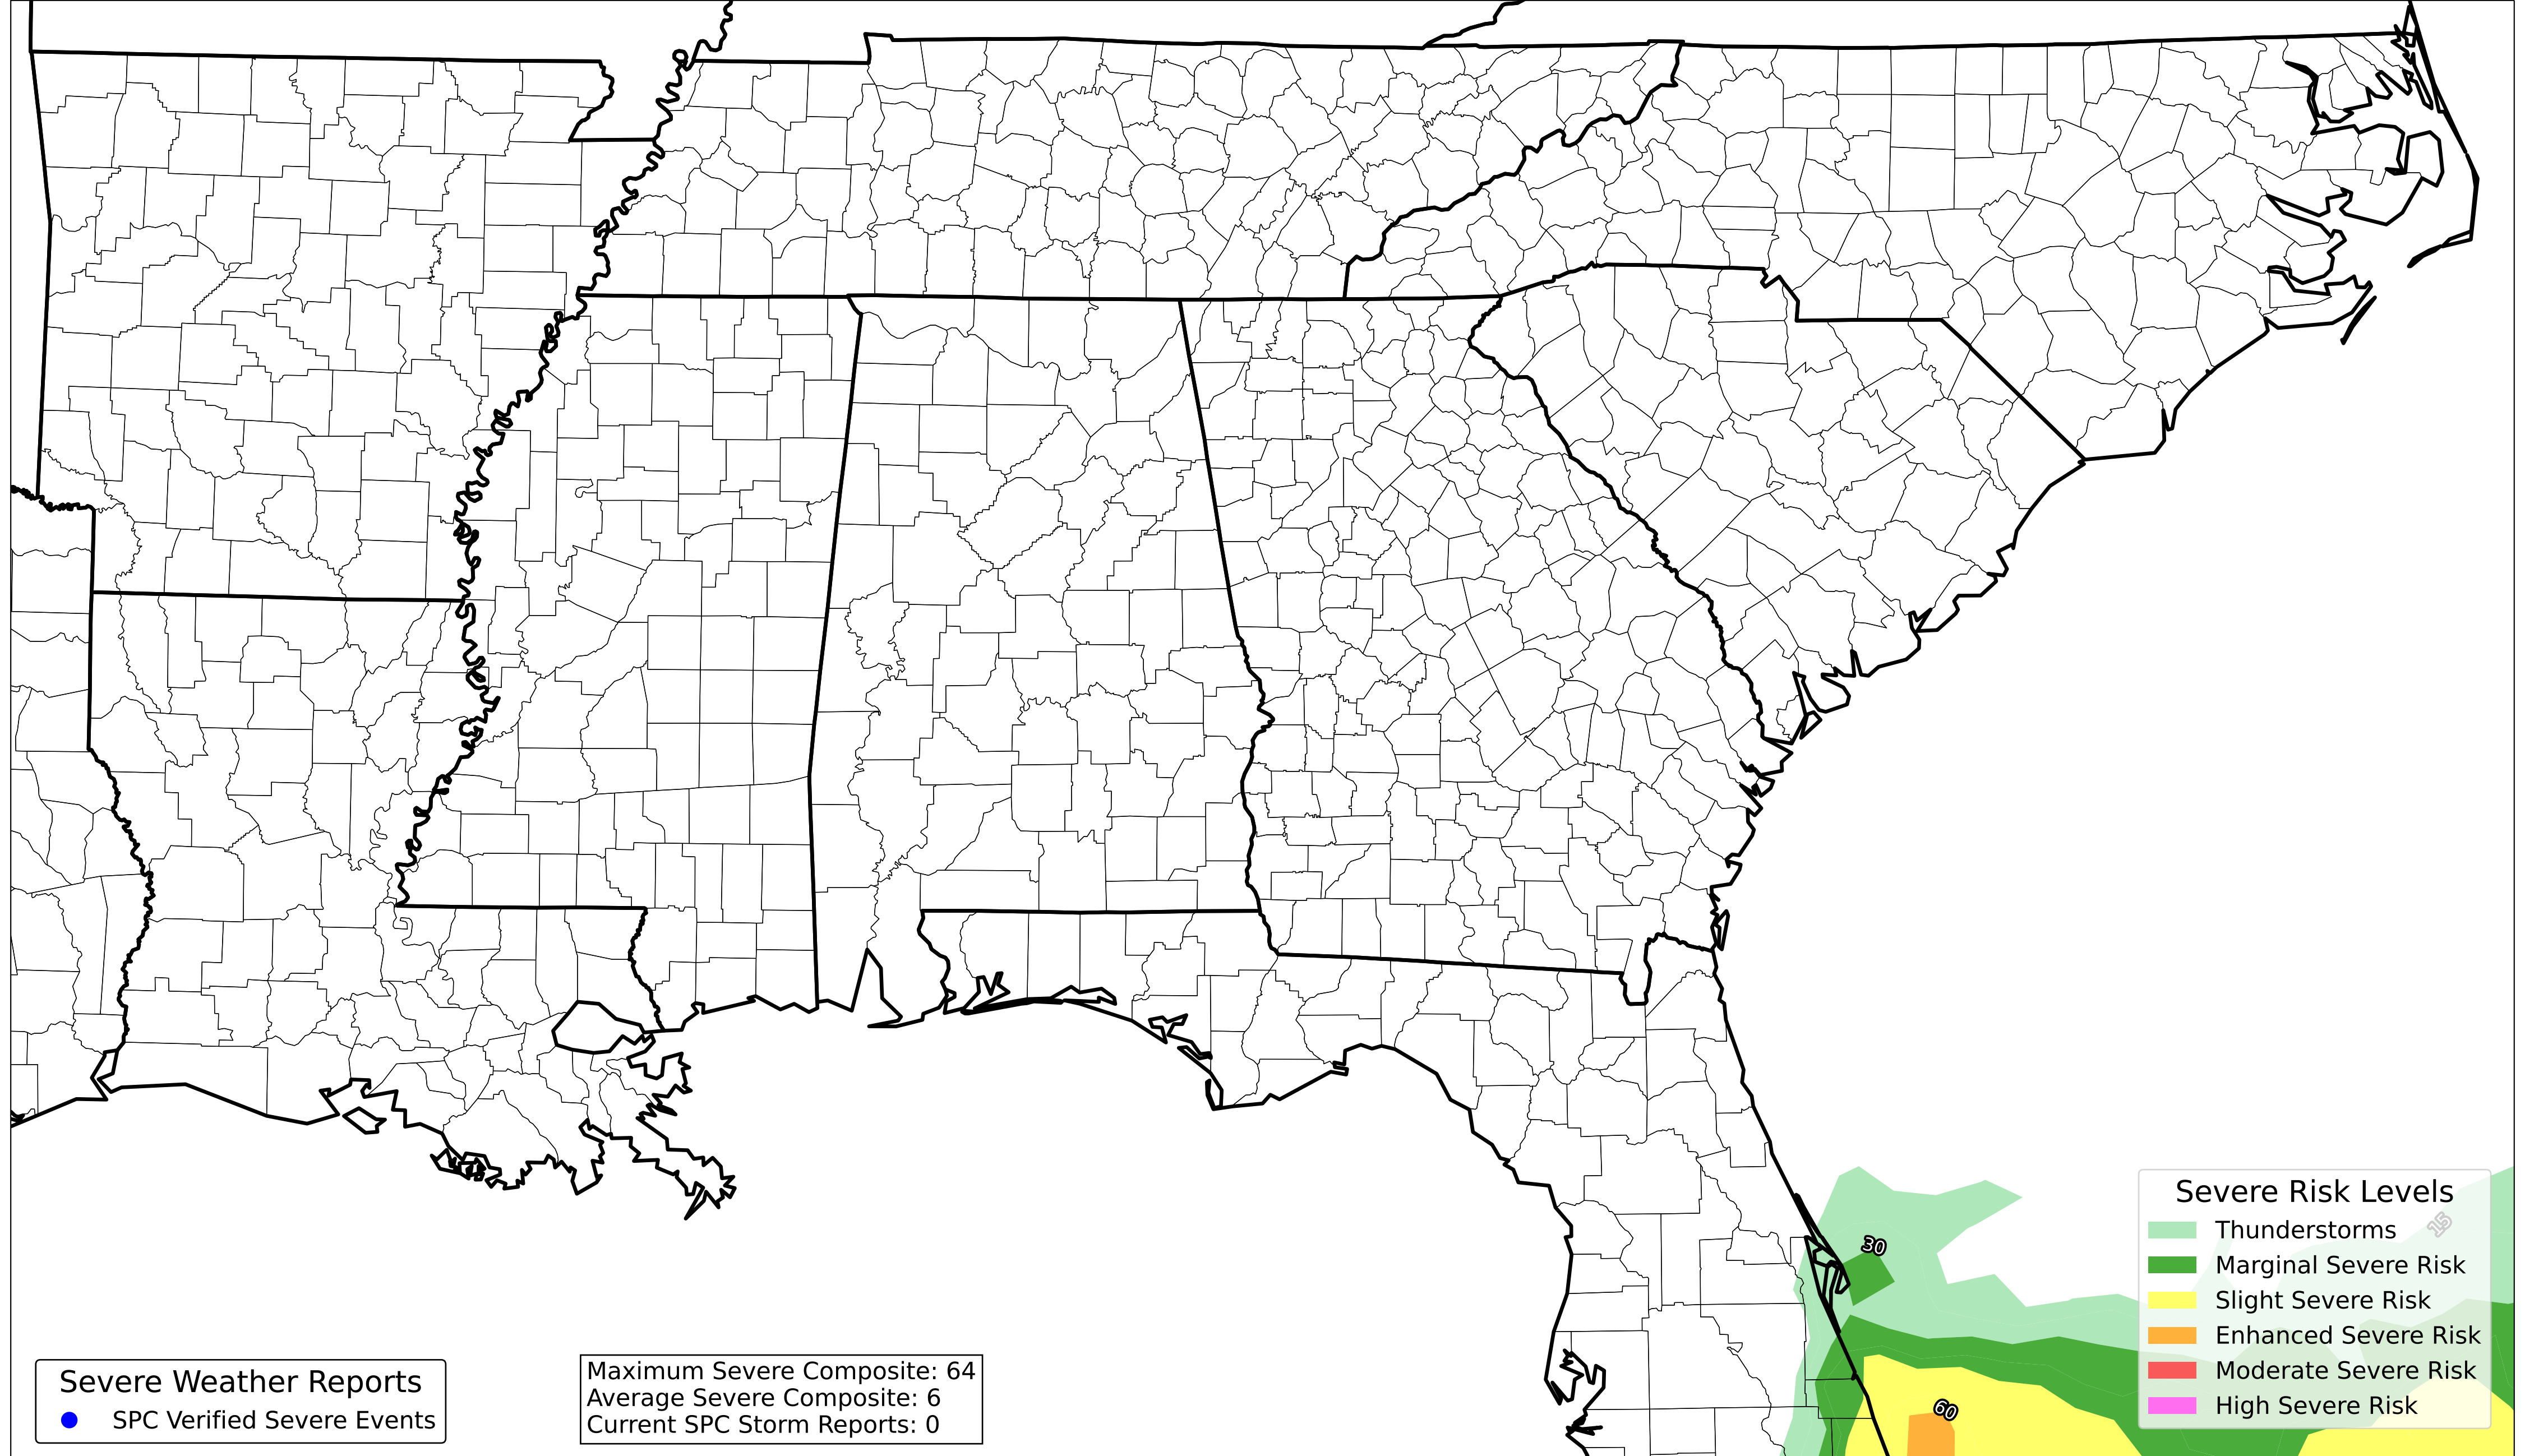 15
Severe Risk Levels
Thunderstorms
30
Marginal Severe Risk
Slight Severe Risk
Enhanced Severe Risk
Moderate Severe Risk
High Severe Risk
60
Severe Weather Reports
SPC Verified Severe Events
Maximum Severe Composite: 64
Average Severe Composite: 6
Current SPC Storm Reports: 0